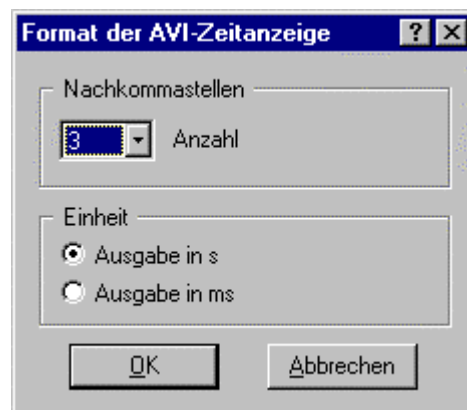 Format der AVI-Zeitanzeige
Nachkommastellen
3 Anzahl
Einheit
Ausgabe in s
Ausgabe in ms
OK Abbrechen